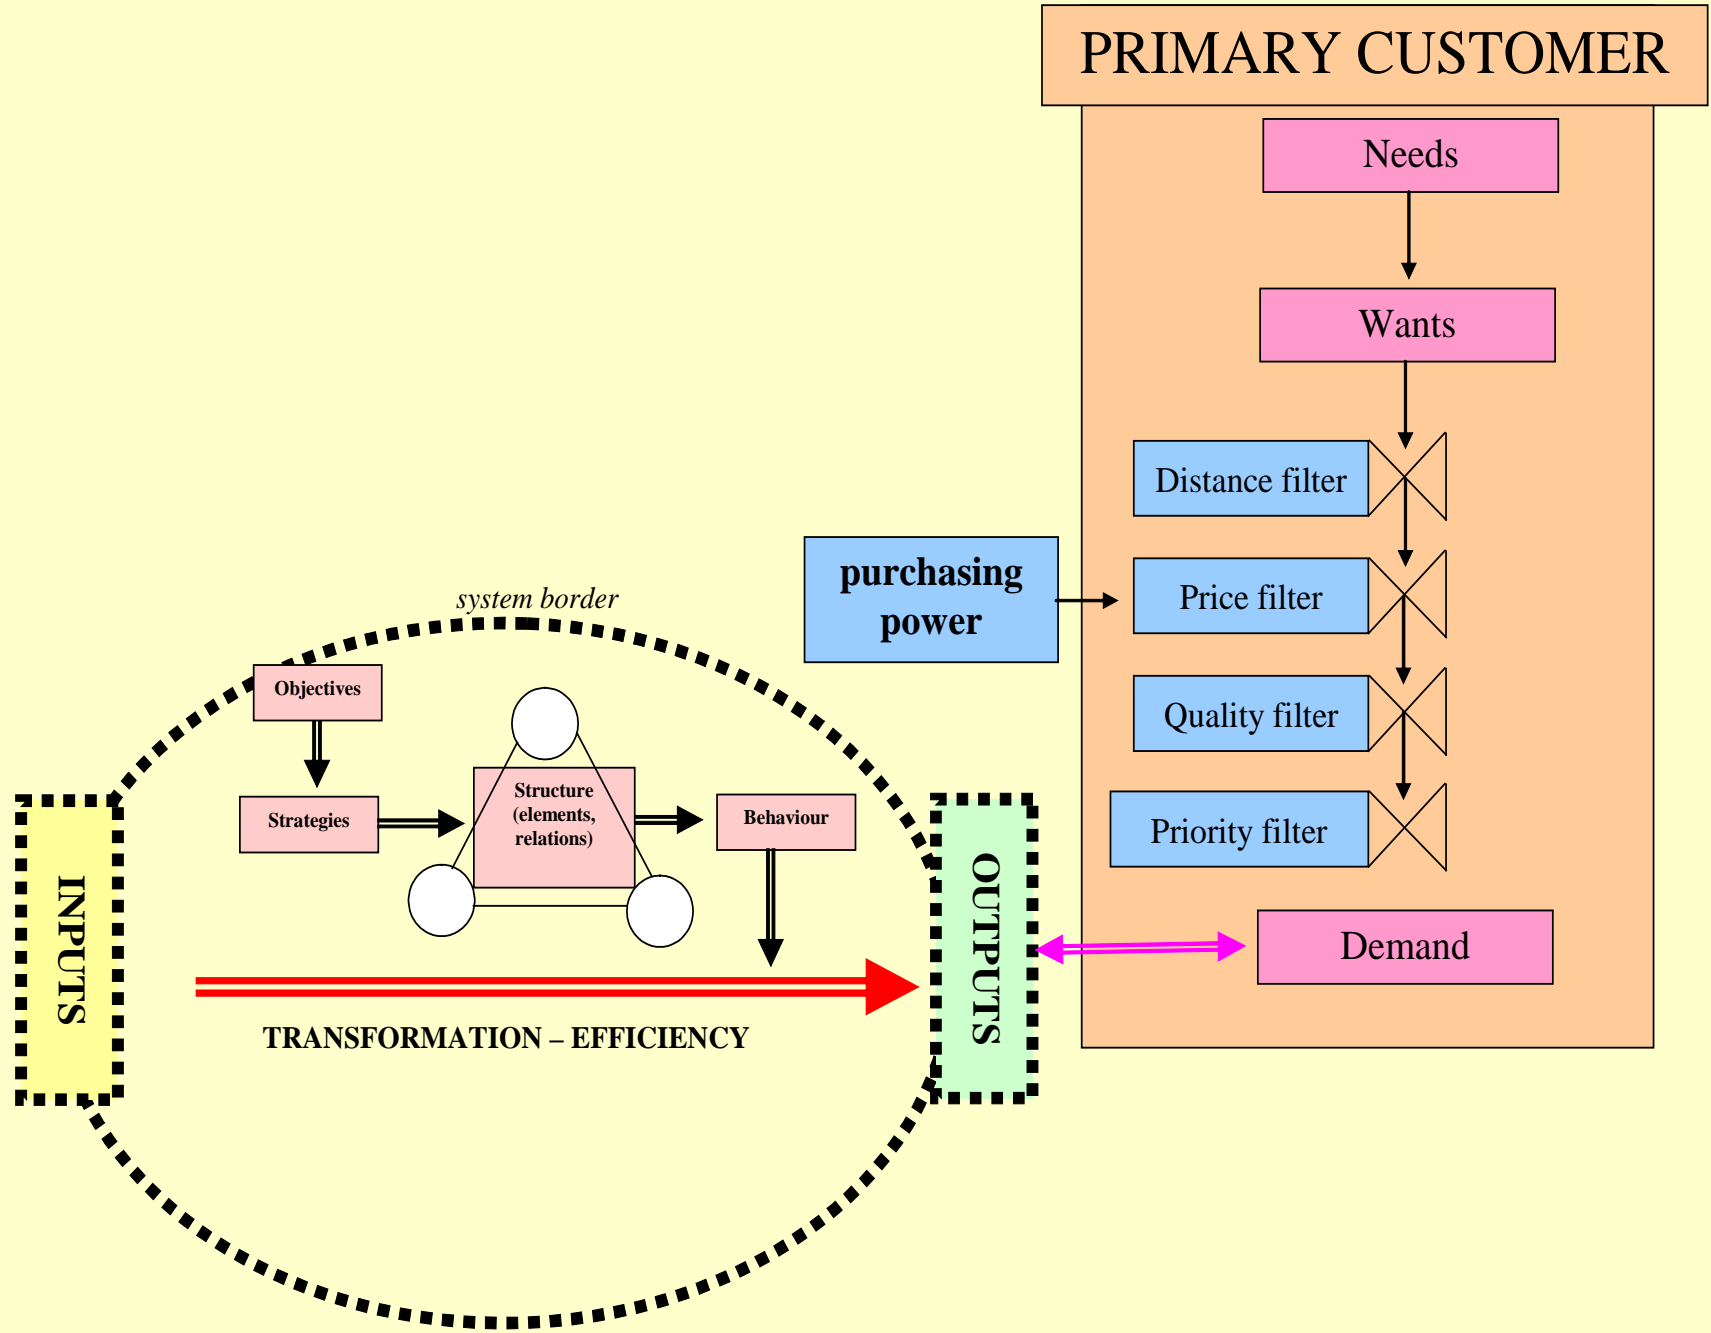 PRIMARY CUSTOMER
Needs
Wants
Distance filter
purchasing
power
Price filter
system border
Objectives
Quality filter
Structure
(elements,
relations)
Strategies
Behaviour
Priority filter
INPUTS
OUTPUTS
Demand
TRANSFORMATION – EFFICIENCY